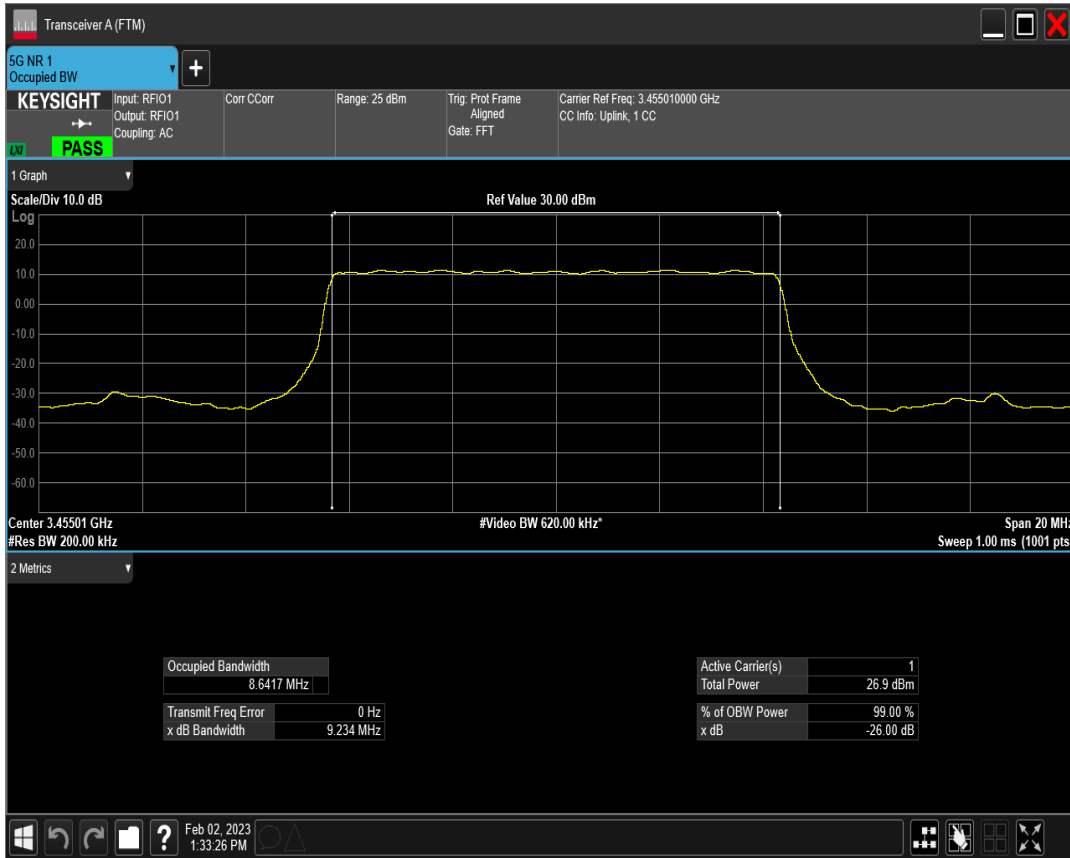 Transceiver A (FTM)
5G NR 1
Occupied BW
+
KEYSIGHT
LXI
PASS
Input: RFIO1
Output: RFIO1
Coupling: AC
Corr CCorr
Range: 25 dBm
Trig: Prot Frame
Aligned
Gate: FFT
Carrier Ref Freq: 3.455010000 GHz
CC Info: Uplink, 1 CC
1 Graph
Scale/Div 10.0 dB
Ref Value 30.00 dBm
Log
20.0
10.0
0.00
-10.0
-20.0
-30.0
-40.0
-50.0
-60.0
Center 3.45501 GHz
#Video BW 620.00 kHz*
Span 20 MHz
#Res BW 200.00 kHz
Sweep 1.00 ms (1001 pts
2 Metrics
Occupied Bandwidth
8.6417 MHz
Transmit Freq Error 0 Hz
x dB Bandwidth 9.234 MHz
Active Carrier(s) 1
Total Power 26.9 dBm
% of OBW Power 99.00 %
x dB -26.00 dB
?
Feb 02, 2023
1:33:26 PM